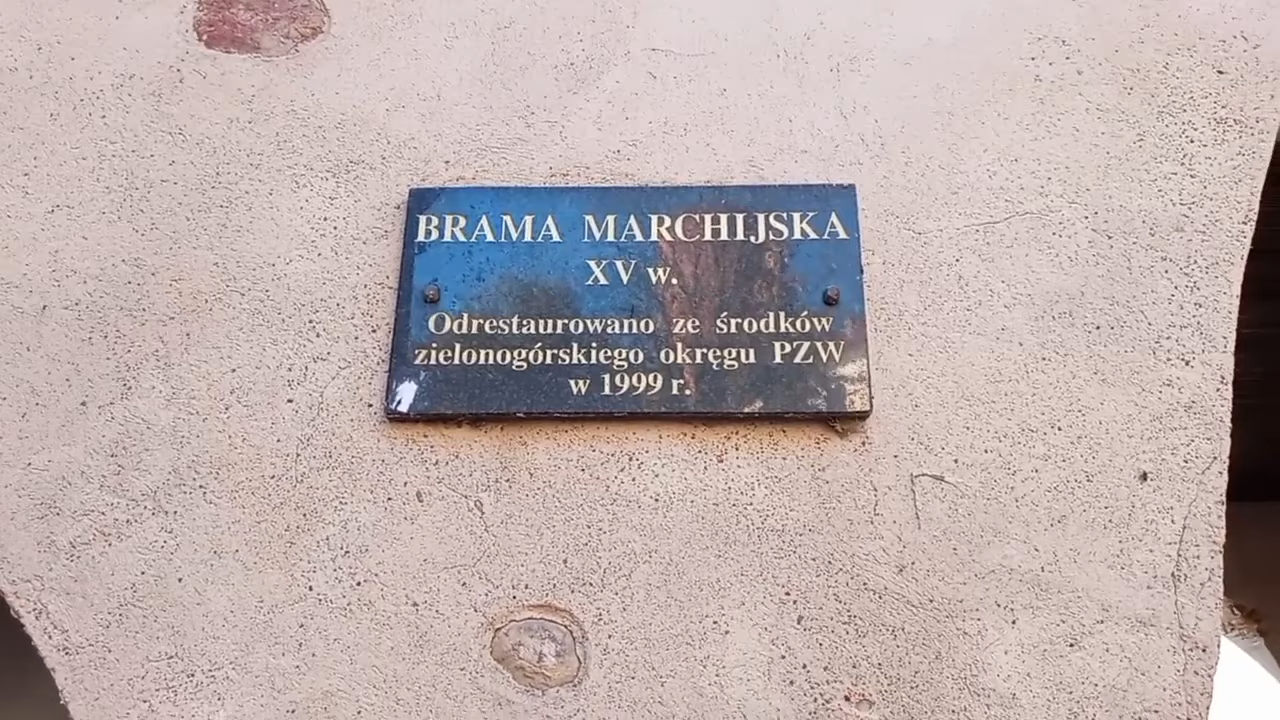 BRAMA MARCHIJSKA
XV w.
Odrestaurowano ze środków
zielonogórskiego okręgu PZW
w 1999 r.